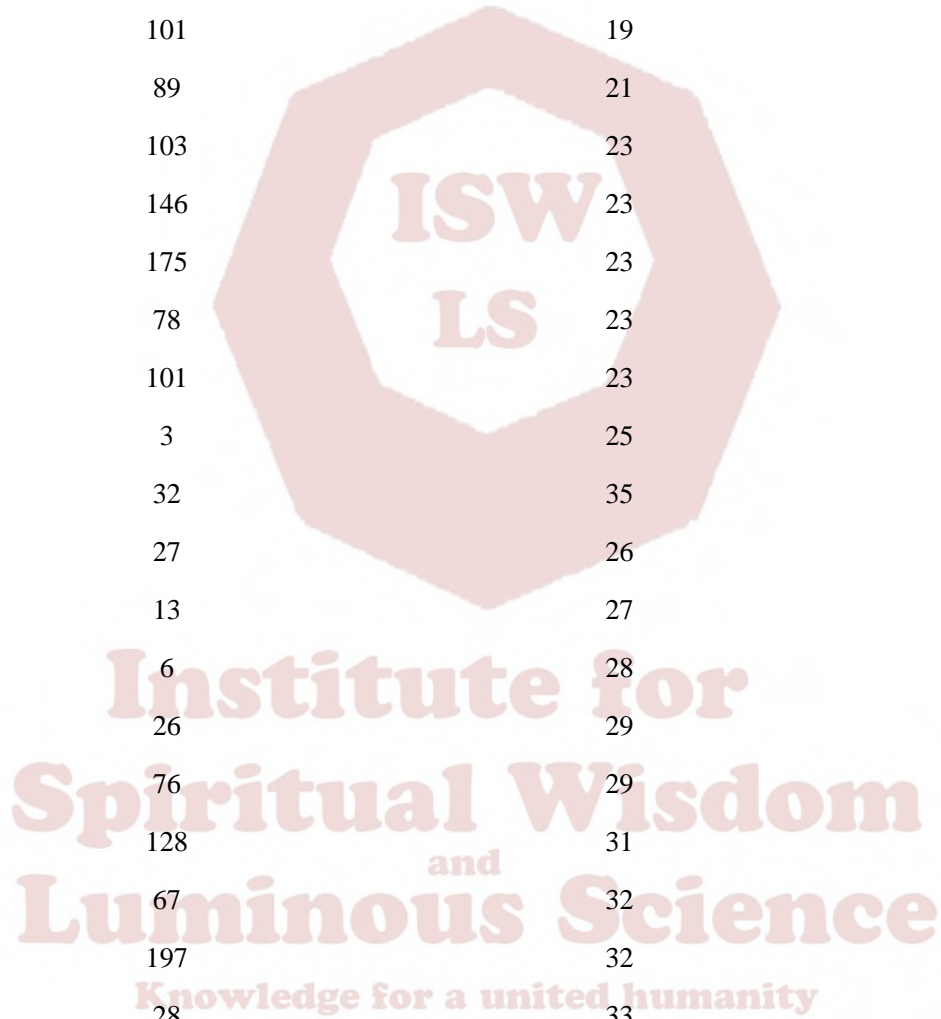 101 19
89 21
103 23
146 23
175 23
78 23
101 23
3 25
32 35
27 26
13 27
6 28
26 29
76 29
128 31
67 32
197 32
28 33
ISW
LS
Institute for
Spiritual Wisdom
and
Luminous Science
Knowledge for a united humanity